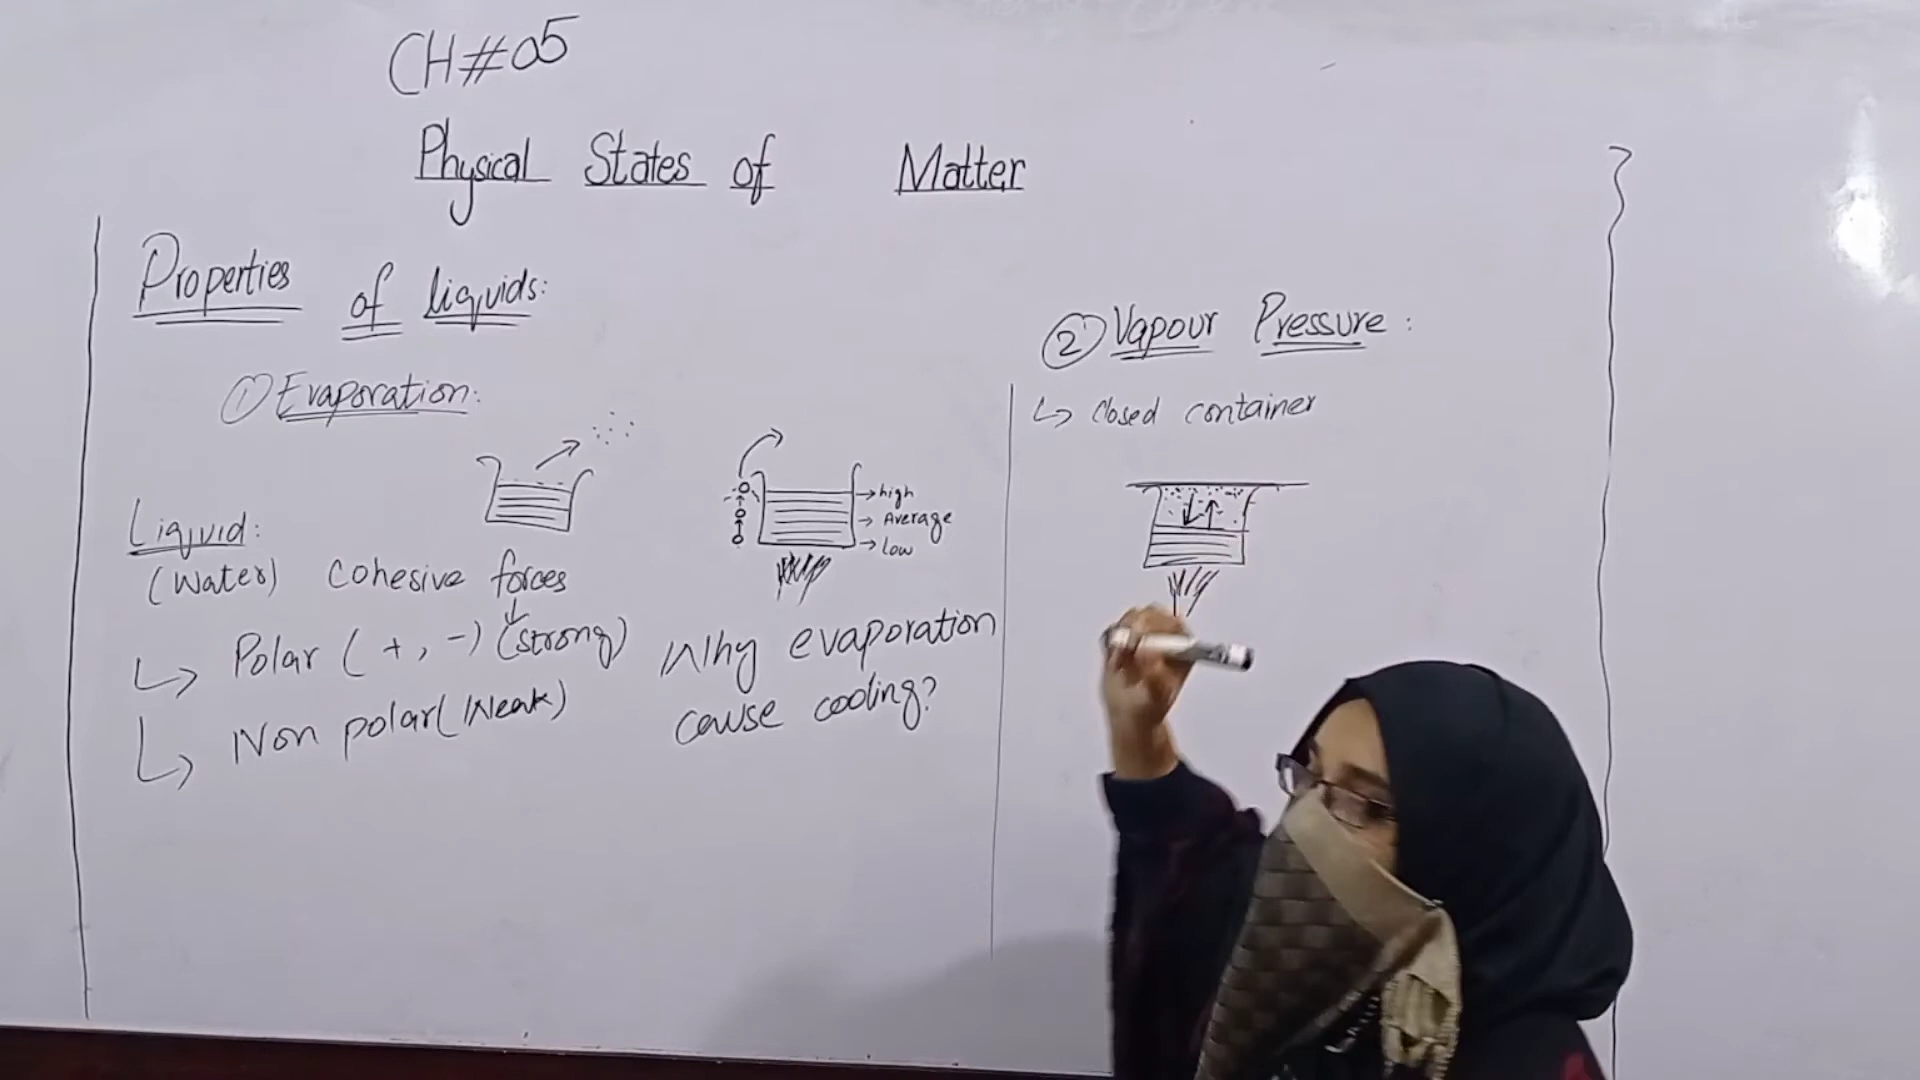 CH#05
Physical States of Matter
Properties of liquids:
① Evaporation:
→ high
→ Average
→ low
Liquid:
(Water) Cohesive forces
↳ Polar (+, -) (strong)
↳ Non polar (Weak)
Why evaporation
cause cooling?
② Vapour Pressure:
↳ closed container